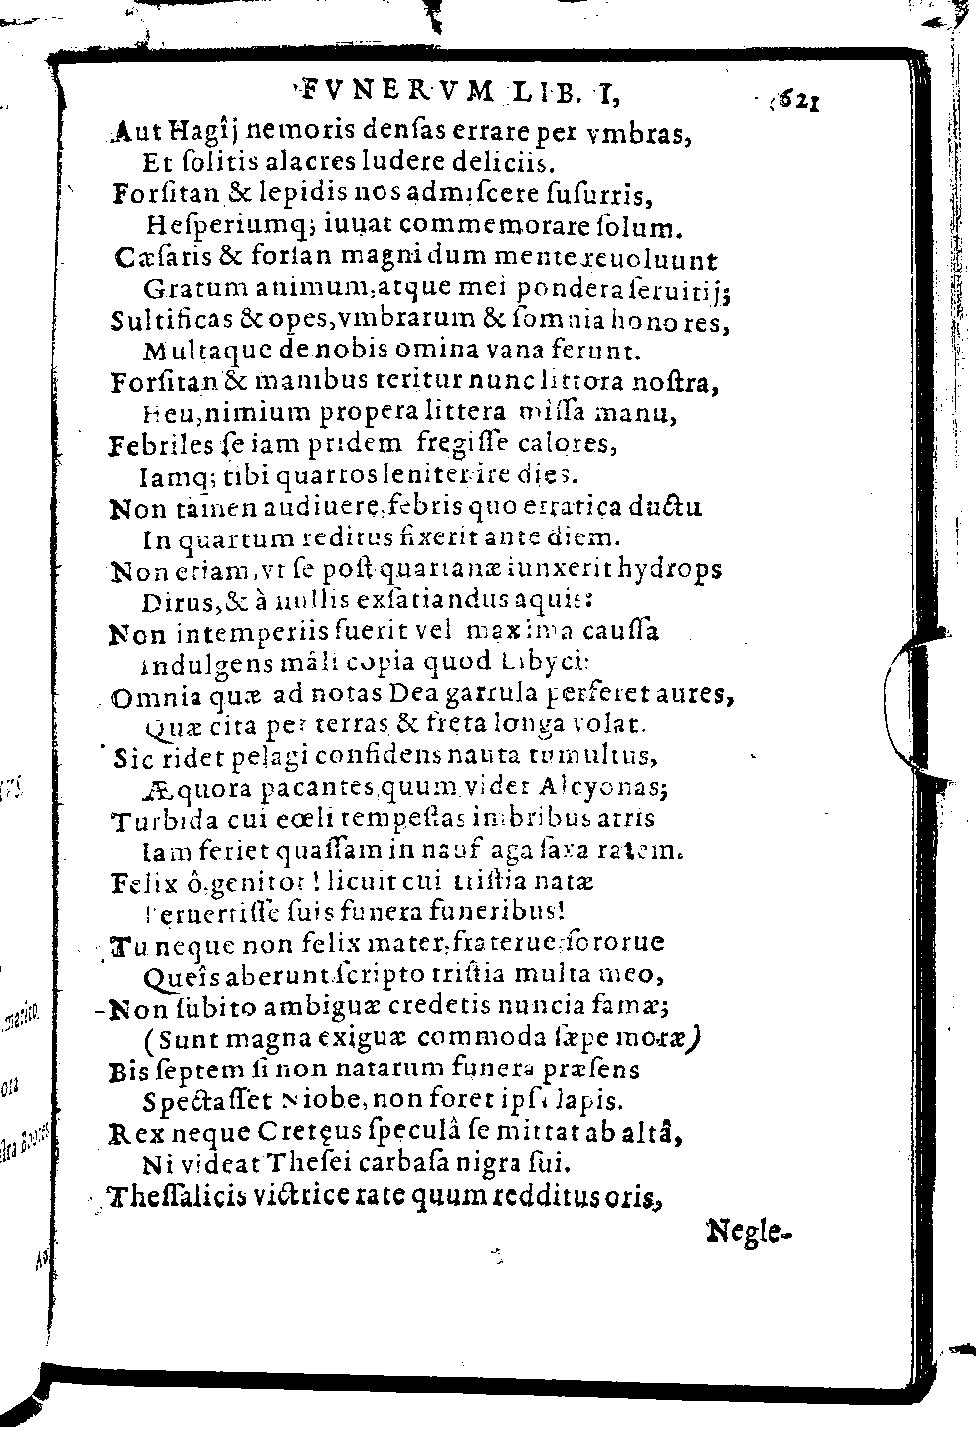 FVNERVM LIB. I, 621
Aut Hagîj nemoris denſas errare per vmbras,
Et ſolitis alacres ludere deliciis.
Forſitan & lepidis nos admiſcere ſuſurris,
Heſperiumq; iuuat commemorare ſolum.
Cæſaris & forſan magni dum mente reuoluunt
Gratum animum, atque mei pondera ſeruitij;
Sultificas & opes, vmbrarum & ſomnia honores,
Multaque de nobis omina vana ferunt.
Forſitan & manibus teritur nunc littora noſtra,
Heu, nimium propera littera miſſa manu,
Febriles ſe iam pridem fregiſſe calores,
Iamq; tibi quartos leniter ire dies.
Non tamen audiuere, febris quo erratica ductu
In quartum reditus fixerit ante diem.
Non etiam, vt ſe poſt quartanæ iunxerit hydrops
Dirus, & à nullis exſatiandus aquis:
Non intemperiis fuerit vel maxima cauſſa
Indulgens mâli copia quod Libyci:
Omnia quæ ad notas Dea garrula perferet aures,
Quæ cita per terras & freta longa volat.
Sic ridet pelagi confidens nauta tumultus,
Æquora pacantes quum videt Alcyonas;
Turbida cui cœli tempeſtas imbribus atris
Iam feriet quaſſam in naufraga ſaxa ratem.
Felix ô genitor! licuit cui triſtia natæ
Peruertiſſe ſuis funera funeribus!
Tu neque non felix mater, fraterue, ſororue
Queîs aberunt ſcripto triſtia multa meo,
Non ſubito ambiguæ credetis nuncia famæ;
(Sunt magna exiguæ commoda ſæpe moræ)
Bis ſeptem ſi non natarum funera præſens
Spectaſſet Niobe, non foret ipſa lapis.
Rex neque Cretęus ſpeculâ ſe mittat ab altâ,
Ni videat Theſei carbaſa nigra ſui.
Theſſalicis victrice rate quum redditus oris,
Negle-